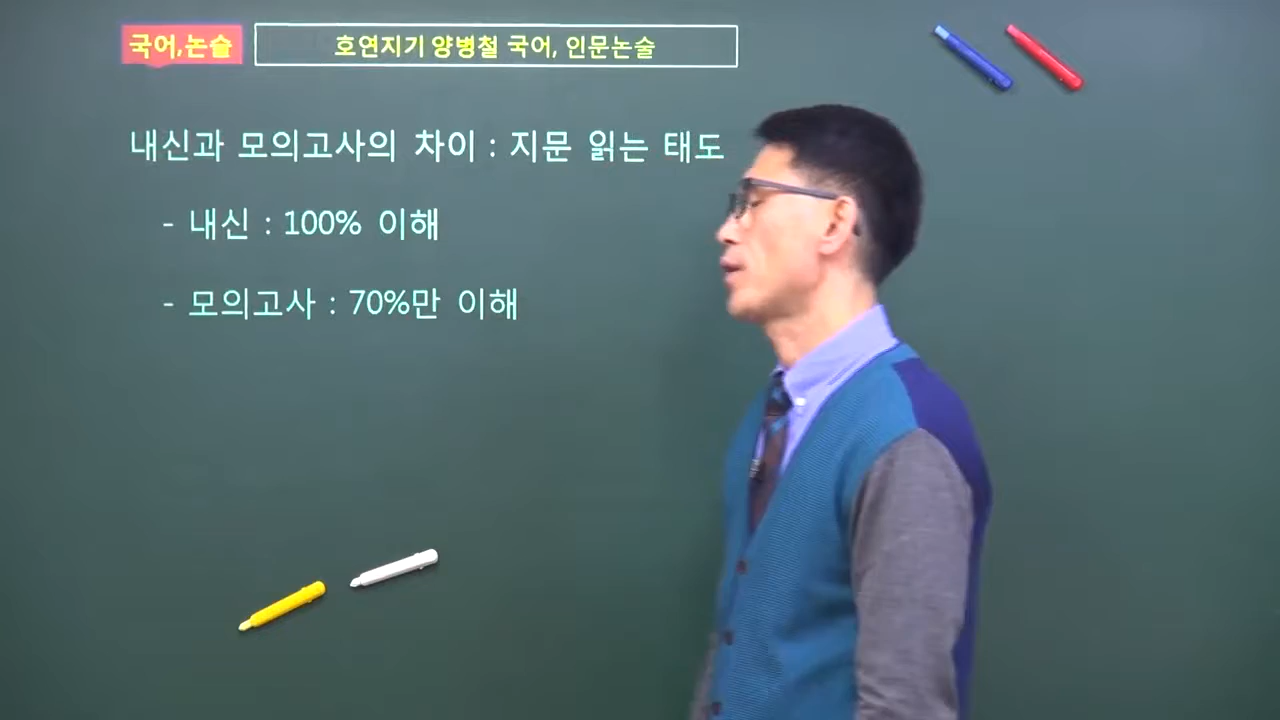 국어,논술 호연지기 양병철 국어, 인문논술
내신과 모의고사의 차이 : 지문 읽는 태도
- 내신 : 100% 이해
- 모의고사 : 70%만 이해